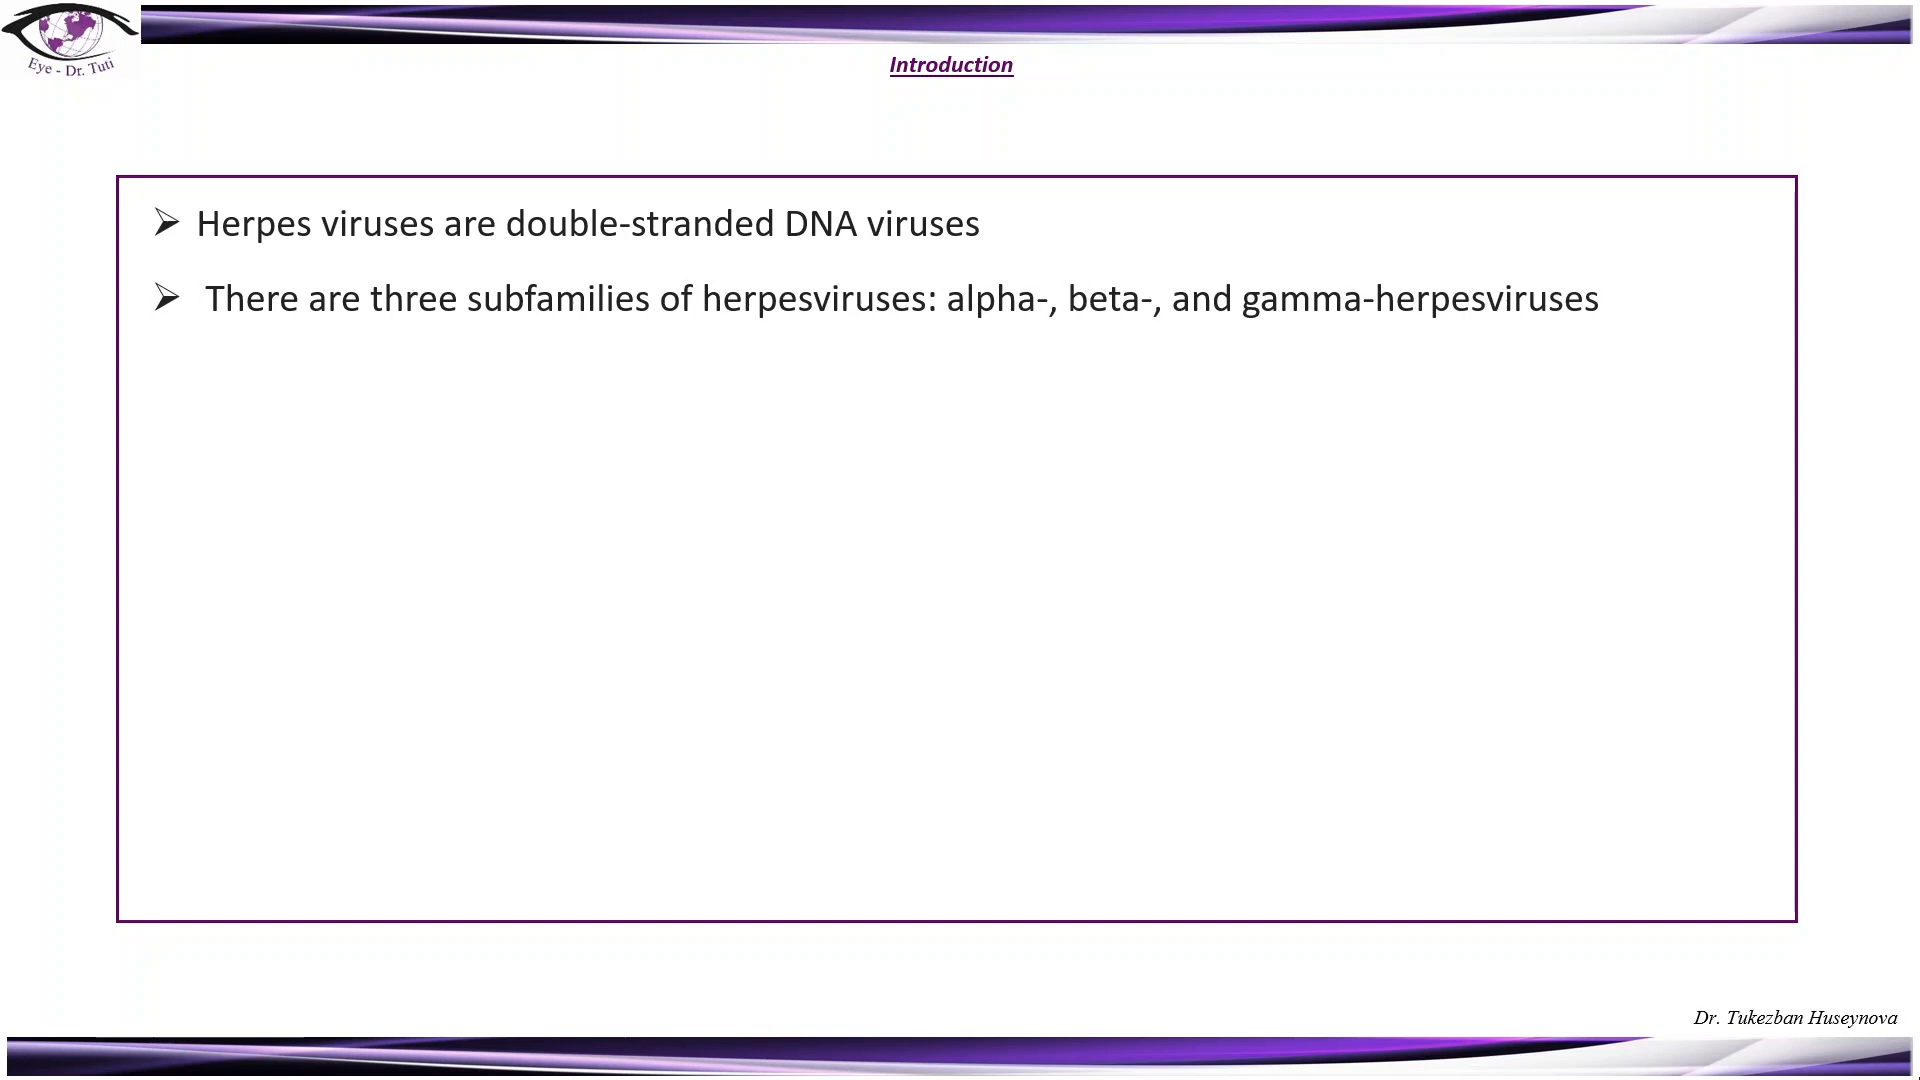 Eye - Dr. Tuti
Introduction
➢ Herpes viruses are double-stranded DNA viruses
➢ There are three subfamilies of herpesviruses: alpha-, beta-, and gamma-herpesviruses
Dr. Tukezban Huseynova